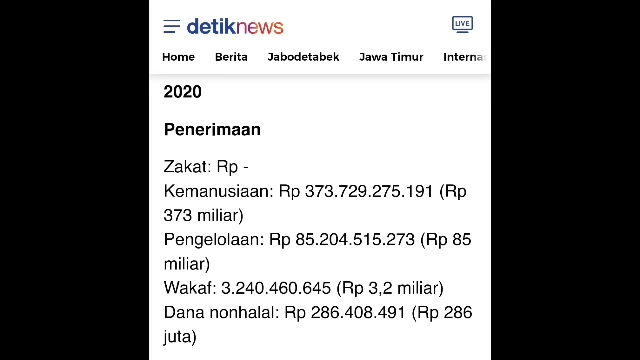 detiknews
LIVE
Home Berita Jabodetabek Jawa Timur Internas
2020
Penerimaan
Zakat: Rp -
Kemanusiaan: Rp 373.729.275.191 (Rp
373 miliar)
Pengelolaan: Rp 85.204.515.273 (Rp 85
miliar)
Wakaf: 3.240.460.645 (Rp 3,2 miliar)
Dana nonhalal: Rp 286.408.491 (Rp 286
juta)